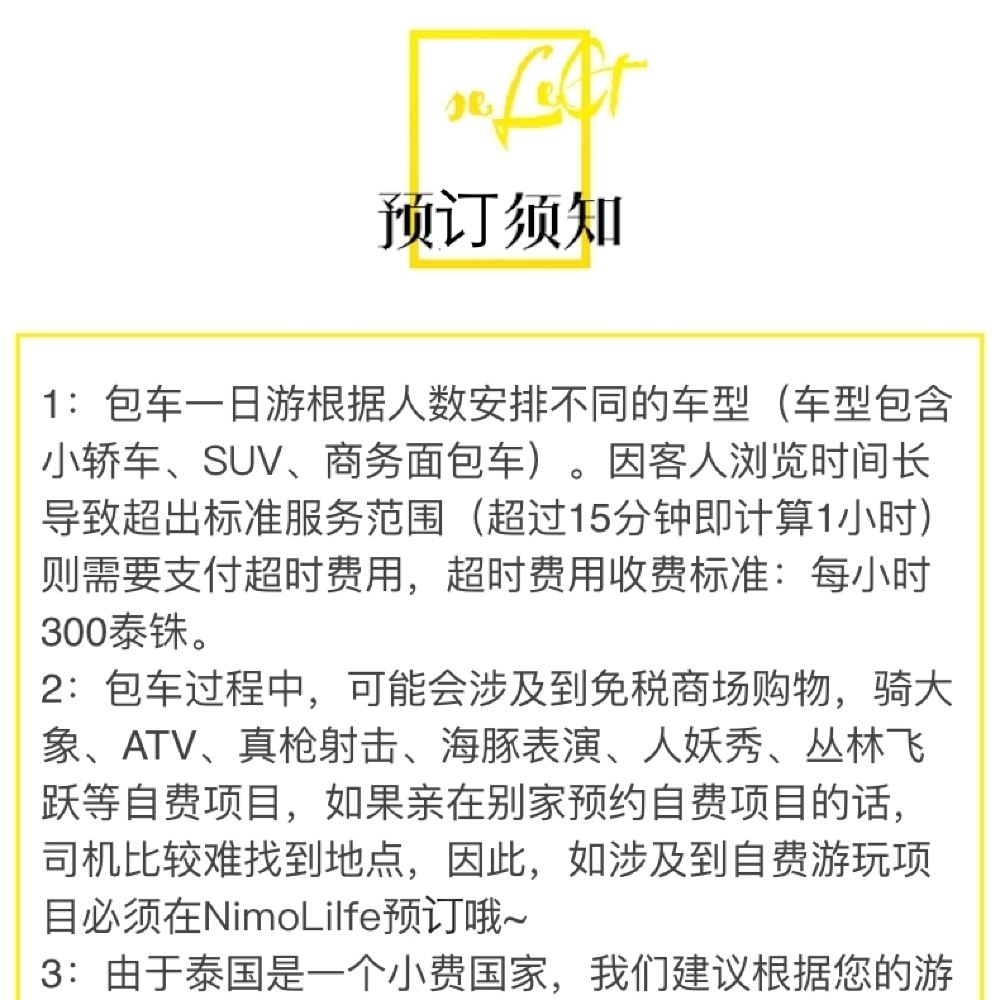 seLeCt
预订须知
1：包车一日游根据人数安排不同的车型（车型包含
小轿车、SUV、商务面包车）。因客人浏览时间长
导致超出标准服务范围（超过15分钟即计算1小时）
则需要支付超时费用，超时费用收费标准：每小时
300泰铢。
2：包车过程中，可能会涉及到免税商场购物，骑大
象、ATV、真枪射击、海豚表演、人妖秀、丛林飞
跃等自费项目，如果亲在别家预约自费项目的话，
司机比较难找到地点，因此，如涉及到自费游玩项
目必须在NimoLilfe预订哦~
3：由于泰国是一个小费国家，我们建议根据您的游